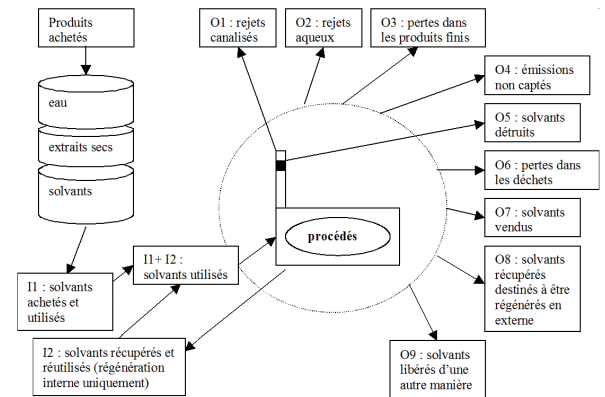 Produits
achetés
O1 : rejets
canalisés
O2 : rejets
aqueux
O3 : pertes dans
les produits finis
eau
extraits secs
solvants
O4 : émissions
non captés
O5 : solvants
détruits
O6 : pertes dans
les déchets
O7 : solvants
vendus
O8 : solvants
récupérés
destinés à être
régénérés en
externe
procédés
I1+ I2 :
solvants utilisés
I1 : solvants
achetés et
utilisés
I2 : solvants récupérés et
réutilisés (régénération
interne uniquement)
O9 : solvants
libérés d'une
autre manière